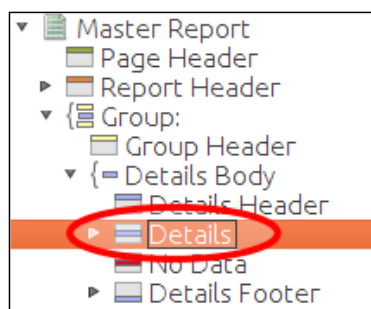 Master Report
Page Header
Report Header
Group:
Group Header
Details Body
Details Header
Details
No Data
Details Footer